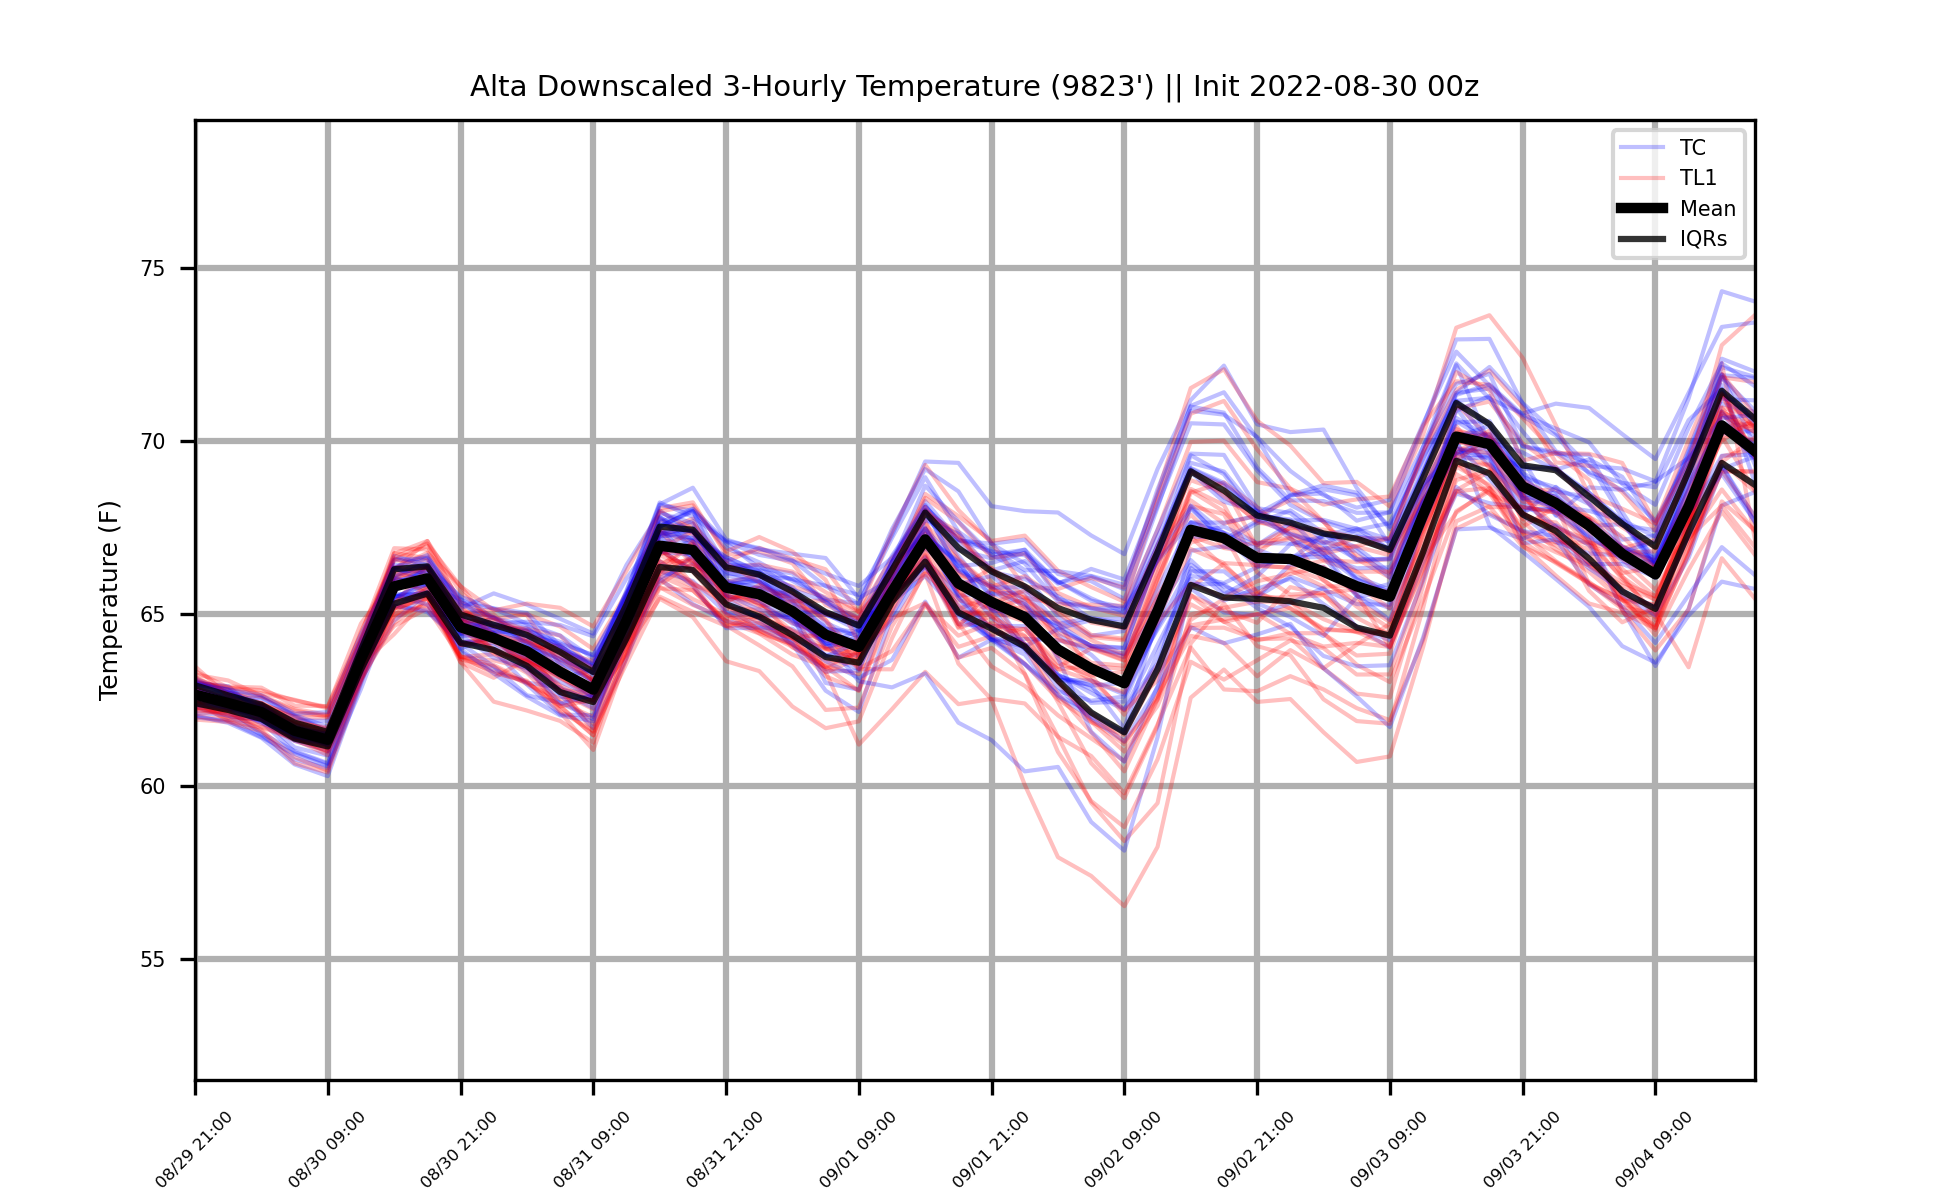 Alta Downscaled 3-Hourly Temperature (9823') || Init 2022-08-30 00z
TC
TL1
Mean
IQRs
Temperature (F)
75
70
65
60
55
08/29 21:00
08/30 09:00
08/30 21:00
08/31 09:00
08/31 21:00
09/01 09:00
09/01 21:00
09/02 09:00
09/02 21:00
09/03 09:00
09/03 21:00
09/04 09:00